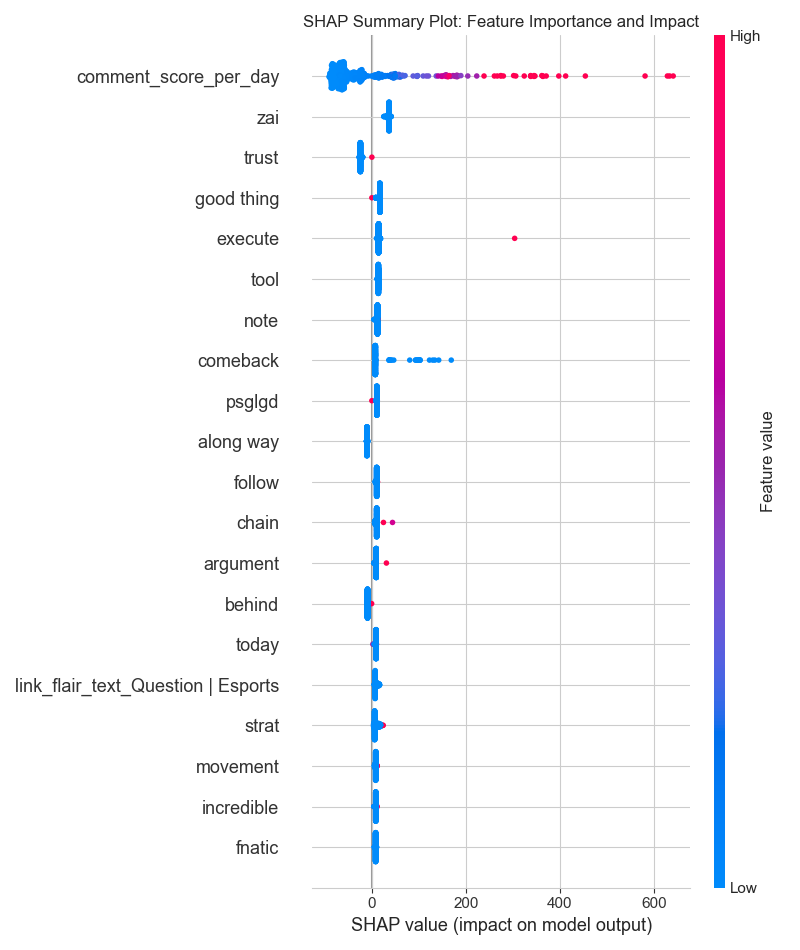 SHAP Summary Plot: Feature Importance and Impact
High
comment_score_per_day
zai
trust
good thing
execute
tool
note
comeback
psglgd
along way
follow
chain
argument
behind
today
link_flair_text_Question | Esports
strat
movement
incredible
fnatic
Feature value
Low
0 200 400 600
SHAP value (impact on model output)